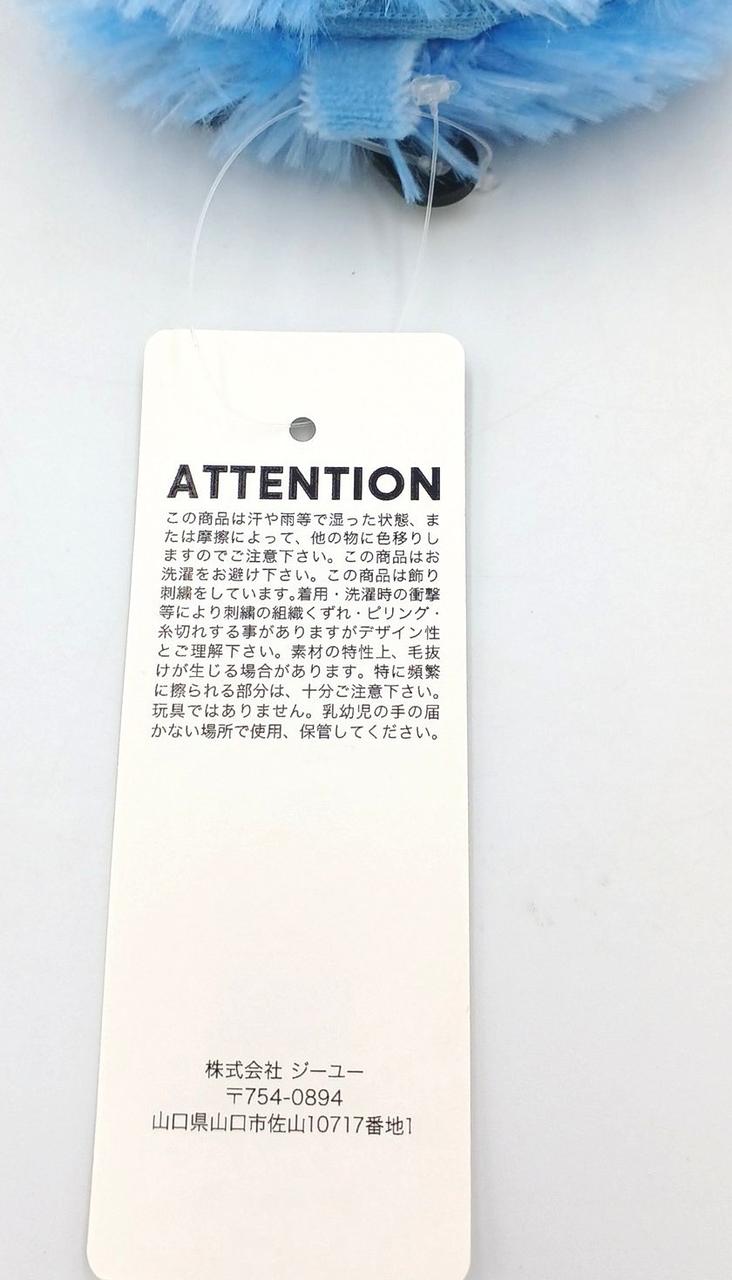 ATTENTION
この商品は汗や雨等で湿った状態、ま
たは摩擦によって、他の物に色移りし
ますのでご注意下さい。この商品はお
洗濯をお避け下さい。この商品は飾り
刺繍をしています。着用・洗濯時の衝撃
等により刺繍の組織くずれ・ピリング・
糸切れする事がありますがデザイン性
とご理解下さい。素材の特性上、毛抜
けが生じる場合があります。特に頻繁
に擦られる部分は、十分ご注意下さい。
玩具ではありません。乳幼児の手の届
かない場所で使用、保管してください。
株式会社 ジーユー
〒754-0894
山口県山口市佐山10717番地1